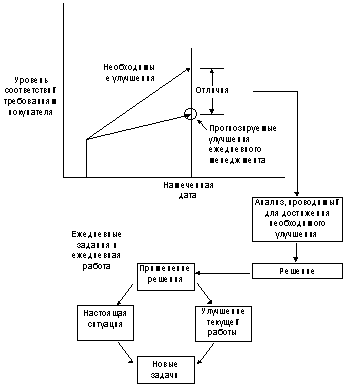 Необходимы
е улучшения
Уровень
соответствия
требованиям
покупателя
Отличия
Прогнозируемые
улучшения
ежедневного
менеджмента
Намеченная
дата
Анализ, проводимый
для достижения
необходимого
улучшения
Ежедневные
задания и
ежедневная
работа
Применение
решения
Решение
Настоящая
ситуация
Улучшение
текущей
работы
Новые
задачи